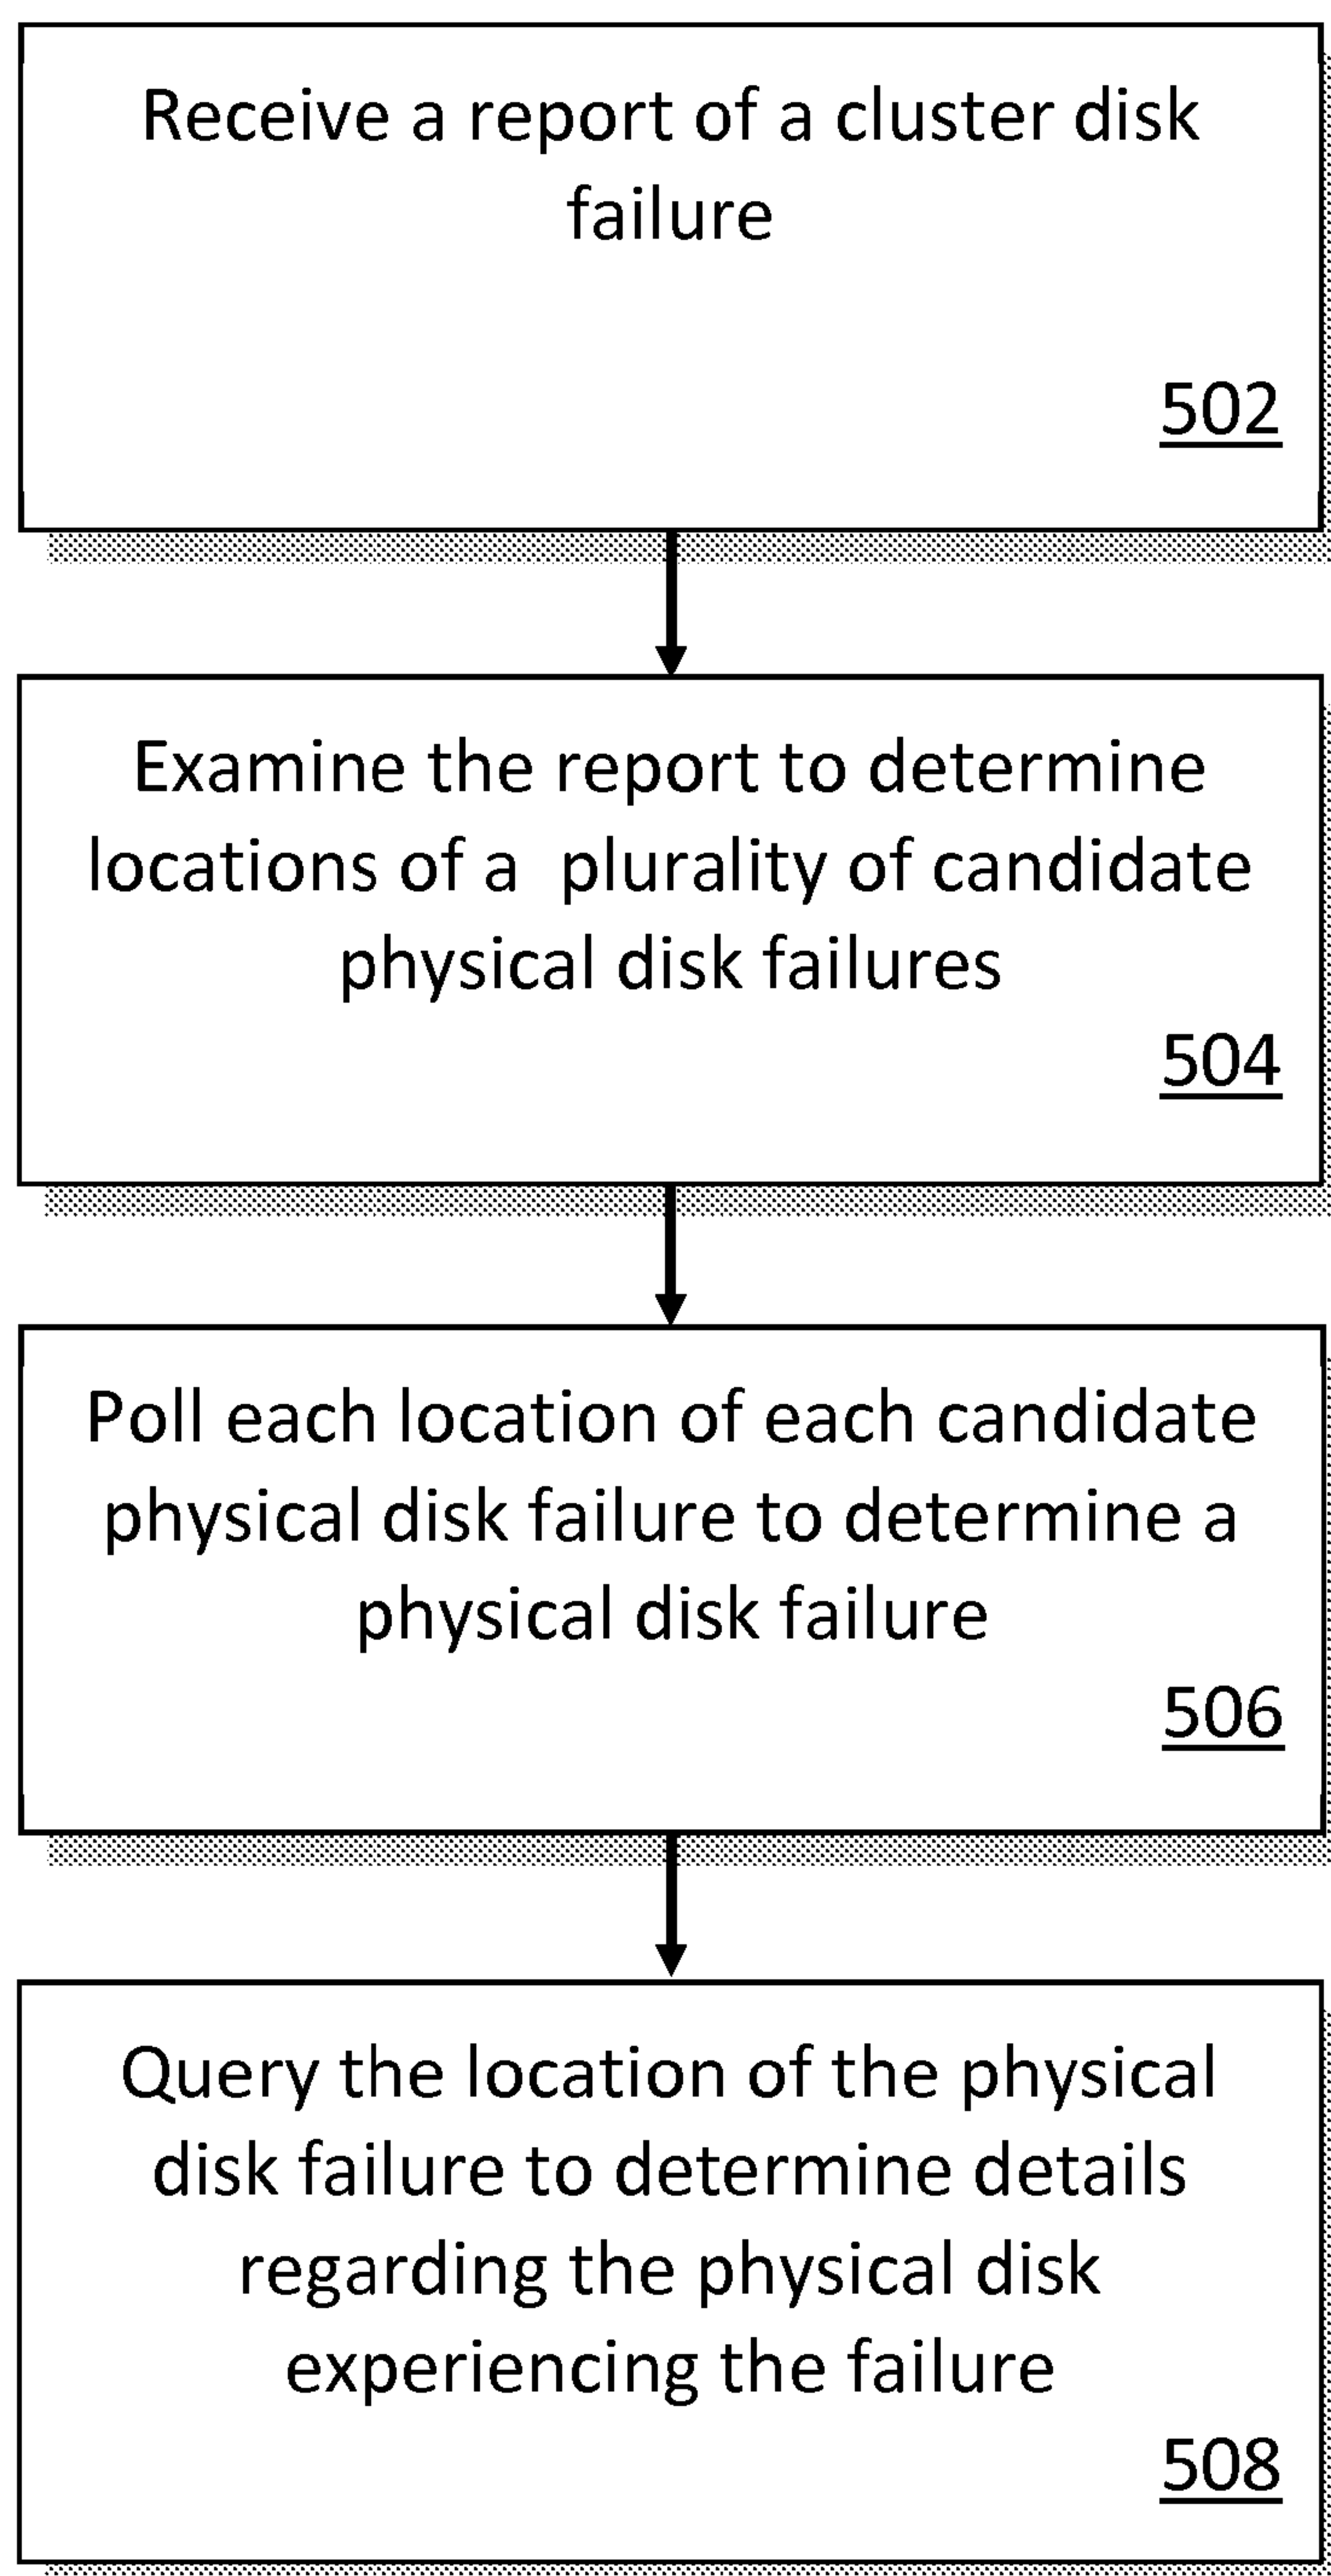 Receive a report of a cluster disk
failure
502
Examine the report to determine
locations of a  plurality of candidate
physical disk failures
504
Poll each location of each candidate
physical disk failure to determine a
physical disk failure
506
Query the location of the physical
disk failure to determine details
regarding the physical disk
experiencing the failure
508